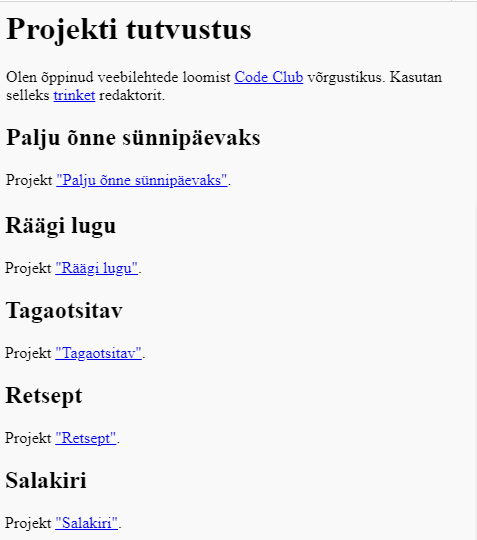 Projekti tutvustus
Olen õppinud veebilehtede loomist Code Club võrgustikus. Kasutan
selleks trinket redaktorit.
Palju õnne sünnipäevaks
Projekt "Palju õnne sünnipäevaks".
Räägi lugu
Projekt "Räägi lugu".
Tagaotsitav
Projekt "Tagaotsitav".
Retsept
Projekt "Retsept".
Salakiri
Projekt "Salakiri".